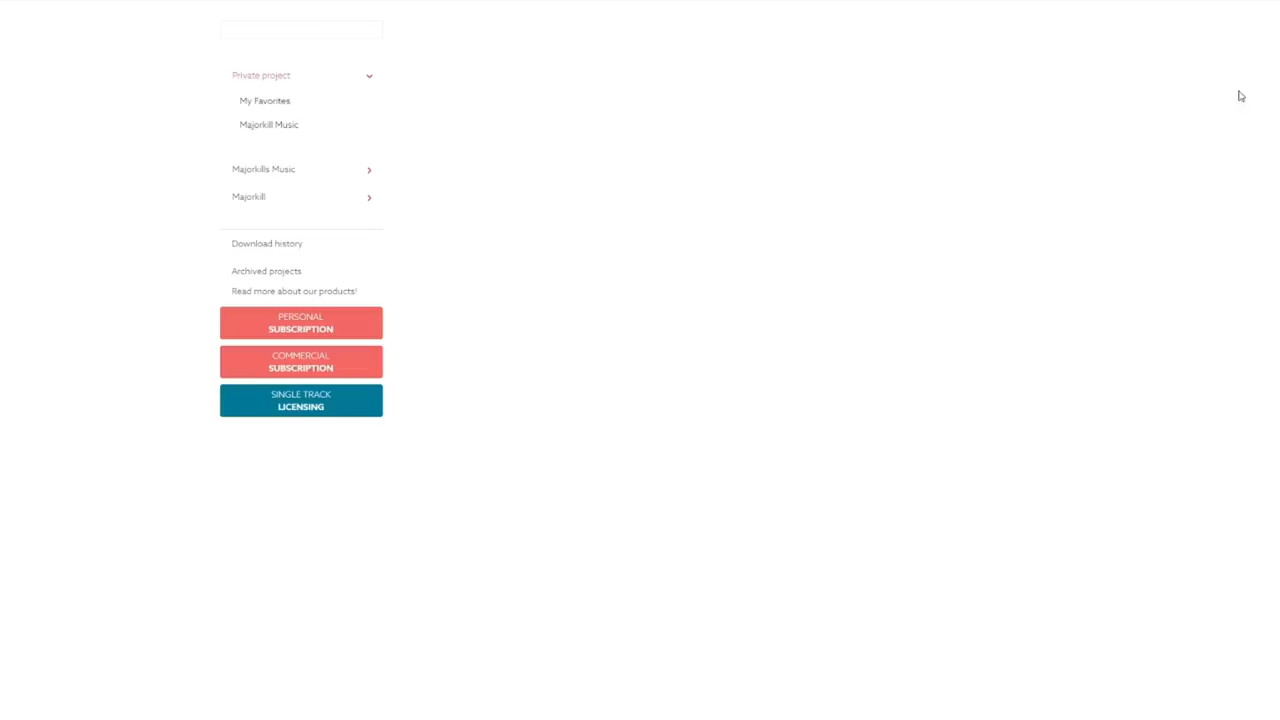 Private project
My Favorites
Majorkill Music
Majorkills Music
Majorkill
Download history
Archived projects
Read more about our products!
PERSONAL
SUBSCRIPTION
COMMERCIAL
SUBSCRIPTION
SINGLE TRACK
LICENSING